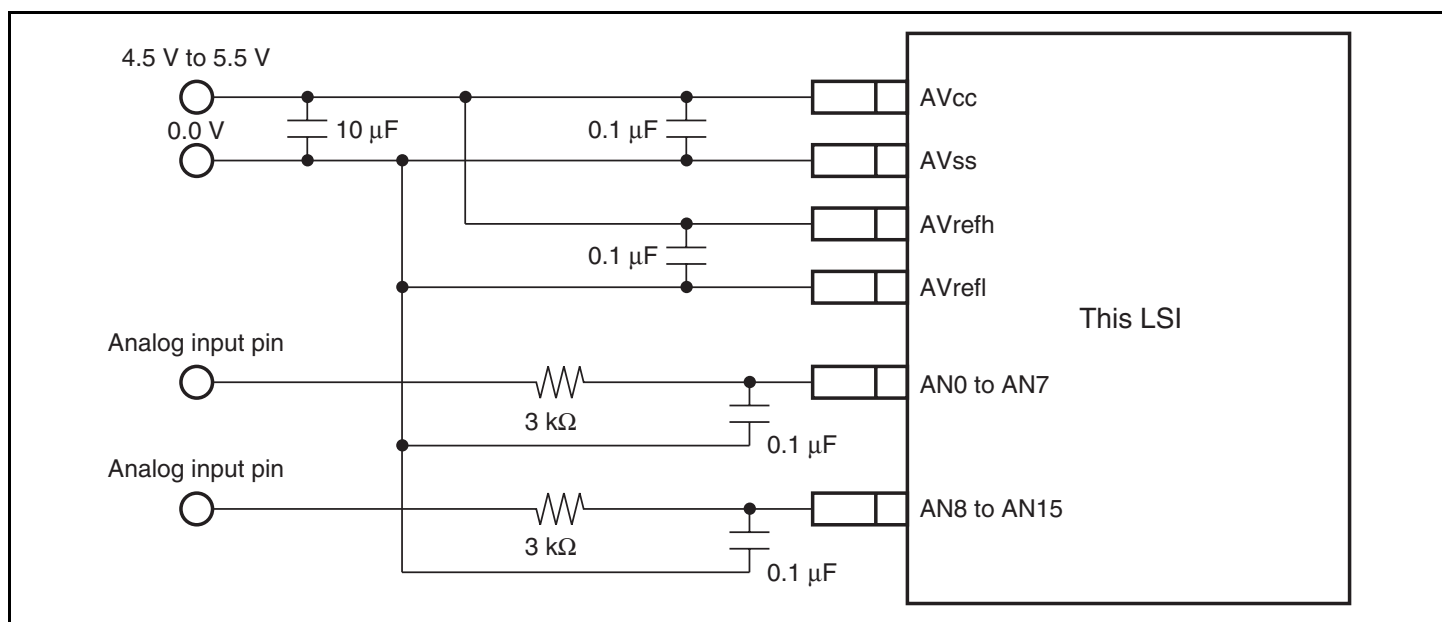 4.5 V to 5.5 V
0.0 V
10 μF
0.1 μF
AVcc
AVss
AVrefh
0.1 μF
AVrefl
This LSI
Analog input pin
AN0 to AN7
3 kΩ
0.1 μF
Analog input pin
AN8 to AN15
3 kΩ
0.1 μF